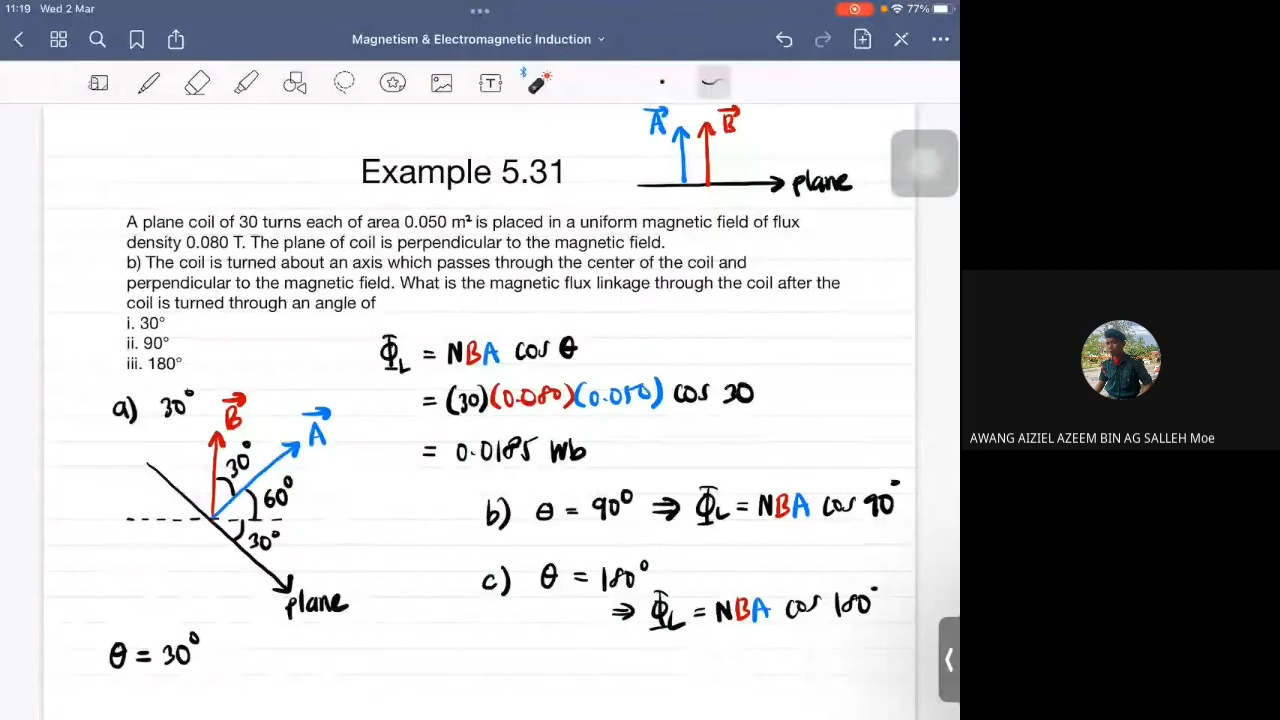 11:19 Wed 2 Mar
77%
Magnetism & Electromagnetic Induction
T
A B
plane
Example 5.31
A plane coil of 30 turns each of area 0.050 m² is placed in a uniform magnetic field of flux
density 0.080 T. The plane of coil is perpendicular to the magnetic field.
b) The coil is turned about an axis which passes through the center of the coil and
perpendicular to the magnetic field. What is the magnetic flux linkage through the coil after the
coil is turned through an angle of
i. 30°
ii. 90°
iii. 180°
Φ_L = NBA cos θ
= (30)(0.080)(0.050) cos 30
= 0.0185 Wb
a) 30°
B
A
30°
60°
30°
plane
θ = 30°
b) θ = 90° ⇒ Φ_L = NBA cos 90°
c) θ = 180°
⇒ Φ_L = NBA cos 180°
AWANG AIZIEL AZEEM BIN AG SALLEH Moe